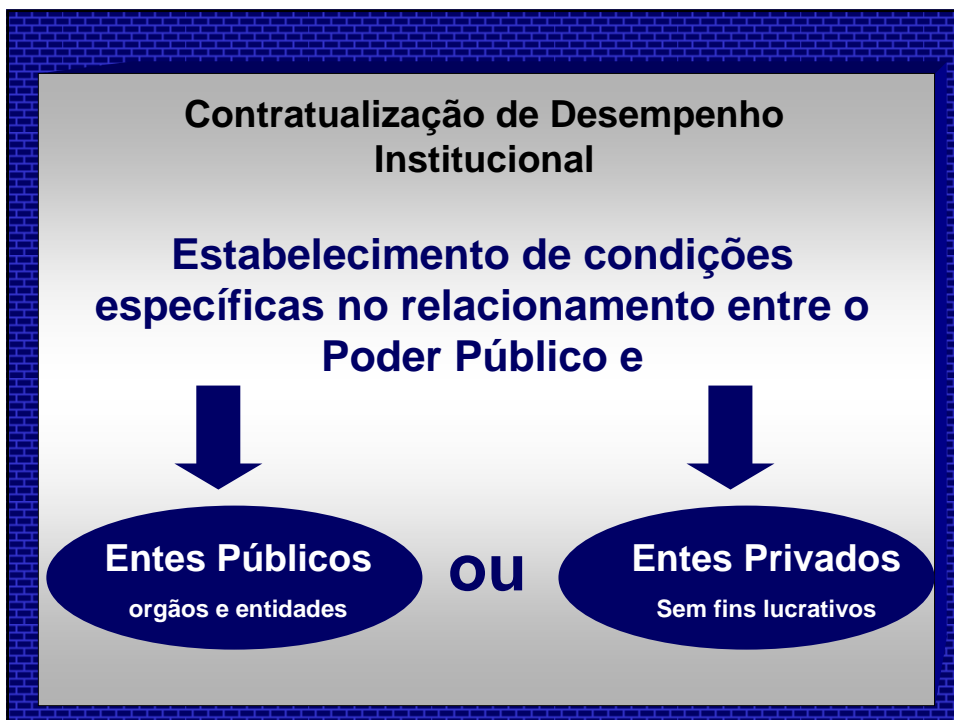 Contratualização de Desempenho
Institucional
Estabelecimento de condições
específicas no relacionamento entre o
Poder Público e
Entes Públicos
orgãos e entidades
ou
Entes Privados
Sem fins lucrativos